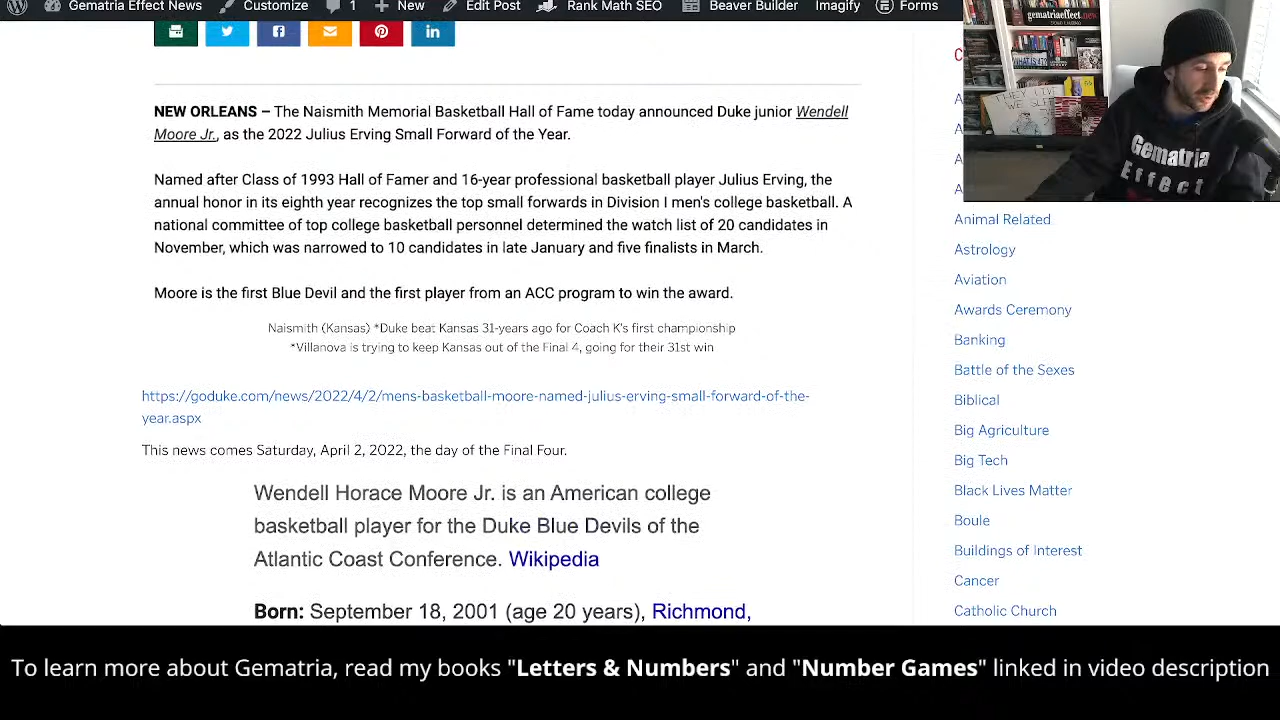 Gematria Effect News Customize 1 New Edit Post Rank Math SEO Beaver Builder Imagify Forms
NEW ORLEANS – The Naismith Memorial Basketball Hall of Fame today announced Duke junior Wendell
Moore Jr., as the 2022 Julius Erving Small Forward of the Year.
Named after Class of 1993 Hall of Famer and 16-year professional basketball player Julius Erving, the
annual honor in its eighth year recognizes the top small forwards in Division I men's college basketball. A
national committee of top college basketball personnel determined the watch list of 20 candidates in
November, which was narrowed to 10 candidates in late January and five finalists in March.
Moore is the first Blue Devil and the first player from an ACC program to win the award.
Naismith (Kansas) *Duke beat Kansas 31-years ago for Coach K's first championship
*Villanova is trying to keep Kansas out of the Final 4, going for their 31st win
https://goduke.com/news/2022/4/2/mens-basketball-moore-named-julius-erving-small-forward-of-the-
year.aspx
This news comes Saturday, April 2, 2022, the day of the Final Four.
Wendell Horace Moore Jr. is an American college
basketball player for the Duke Blue Devils of the
Atlantic Coast Conference. Wikipedia
Born: September 18, 2001 (age 20 years), Richmond,
gematriaeffect.news
Gematria
Effect
Animal Related
Astrology
Aviation
Awards Ceremony
Banking
Battle of the Sexes
Biblical
Big Agriculture
Big Tech
Black Lives Matter
Boule
Buildings of Interest
Cancer
Catholic Church
To learn more about Gematria, read my books "Letters & Numbers" and "Number Games" linked in video description